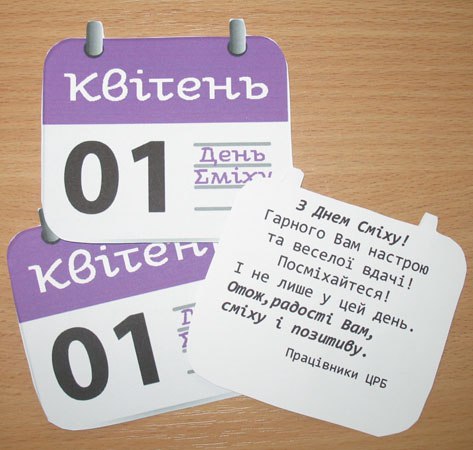 Квітень
01
День
Сміху
З Днем Сміху!
Гарного Вам настрою
та веселої вдачі!
Посміхайтеся!
І не лише у цей день.
Отож,радості Вам,
сміху і позитиву.
Працівники ЦРБ
Квітень
01